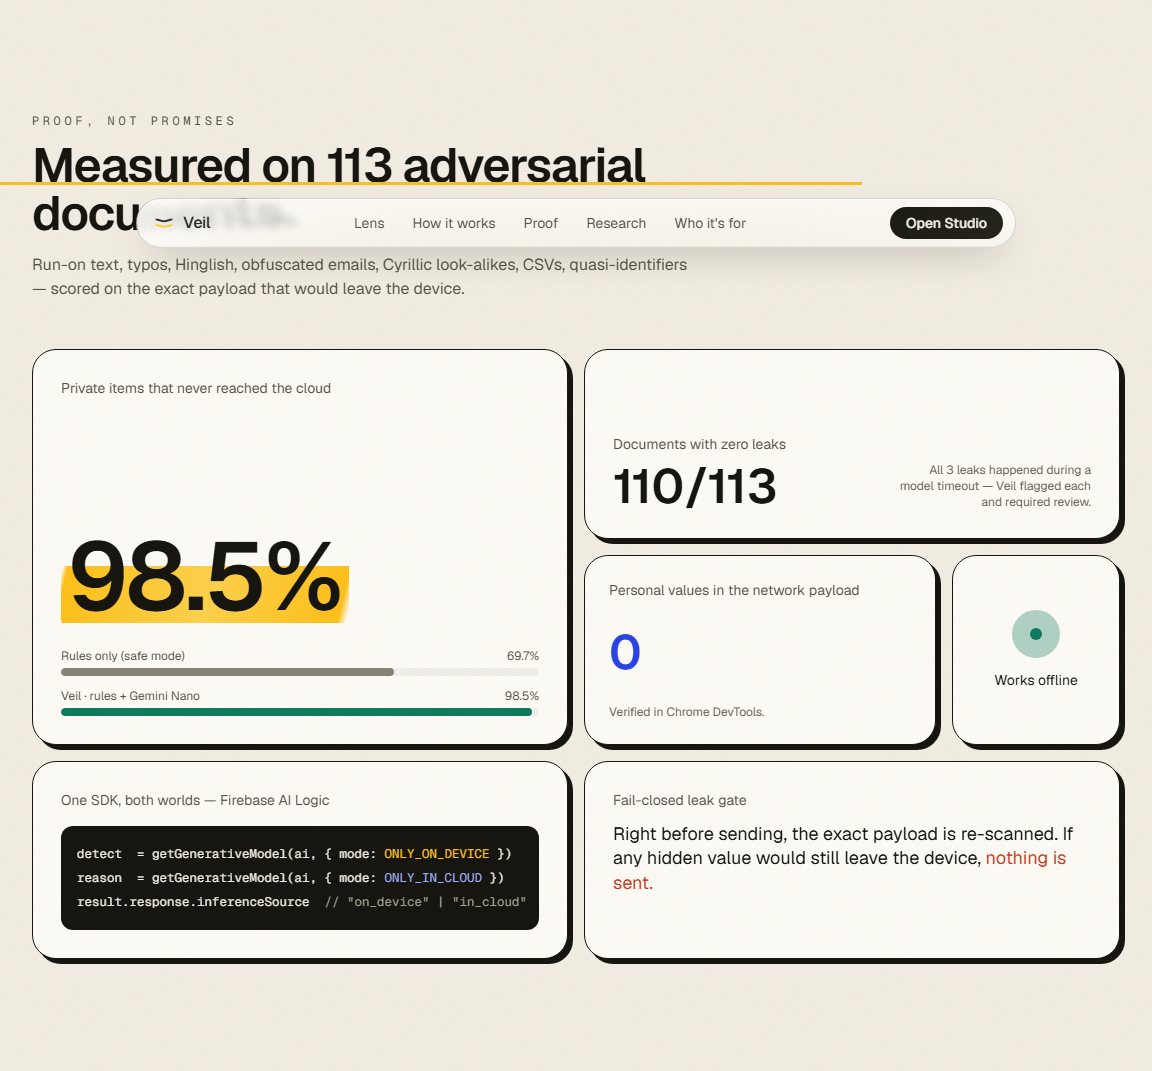 PROOF, NOT PROMISES
Measured on 113 adversarial
docu
Veil
Lens
How it works
Proof
Research
Who it's for
Open Studio
Run-on text, typos, Hinglish, obfuscated emails, Cyrillic look-alikes, CSVs, quasi-identifiers
— scored on the exact payload that would leave the device.
Private items that never reached the cloud
98.5%
Rules only (safe mode) 69.7%
Veil · rules + Gemini Nano 98.5%
Documents with zero leaks
110/113
All 3 leaks happened during a
model timeout — Veil flagged each
and required review.
Personal values in the network payload
0
Verified in Chrome DevTools.
Works offline
One SDK, both worlds — Firebase AI Logic
detect = getGenerativeModel(ai, { mode: ONLY_ON_DEVICE })
reason = getGenerativeModel(ai, { mode: ONLY_IN_CLOUD })
result.response.inferenceSource // "on_device" | "in_cloud"
Fail-closed leak gate
Right before sending, the exact payload is re-scanned. If
any hidden value would still leave the device, nothing is
sent.